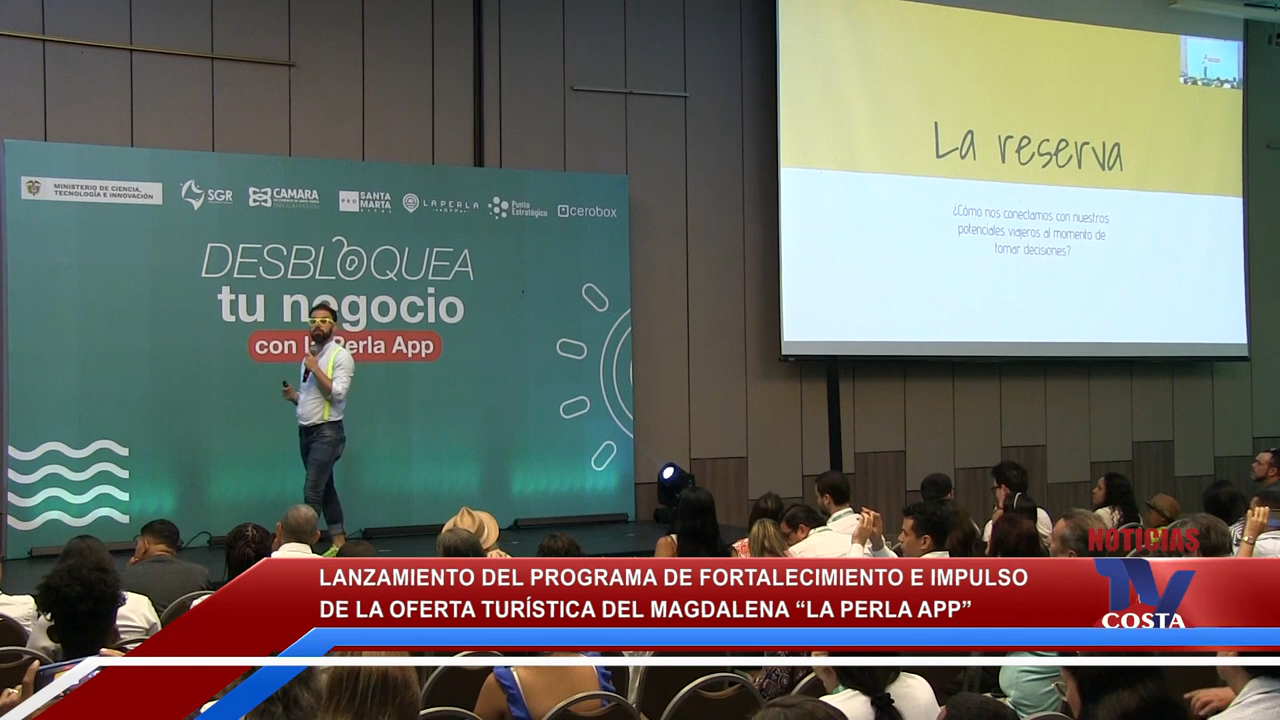 MINISTERIO DE CIENCIA,
TECNOLOGÍA E INNOVACIÓN
SGR
CAMARA
PRO SANTA
MARTA
LAPERLA
Punto
Estratégico
cerobox
DESBLOQUEA
tu negocio
con la Perla App
La reserva
¿Cómo nos conectamos con nuestros
potenciales viajeros al momento de
tomar decisiones?
NOTICIAS
TV
COSTA
LANZAMIENTO DEL PROGRAMA DE FORTALECIMIENTO E IMPULSO
DE LA OFERTA TURÍSTICA DEL MAGDALENA “LA PERLA APP”